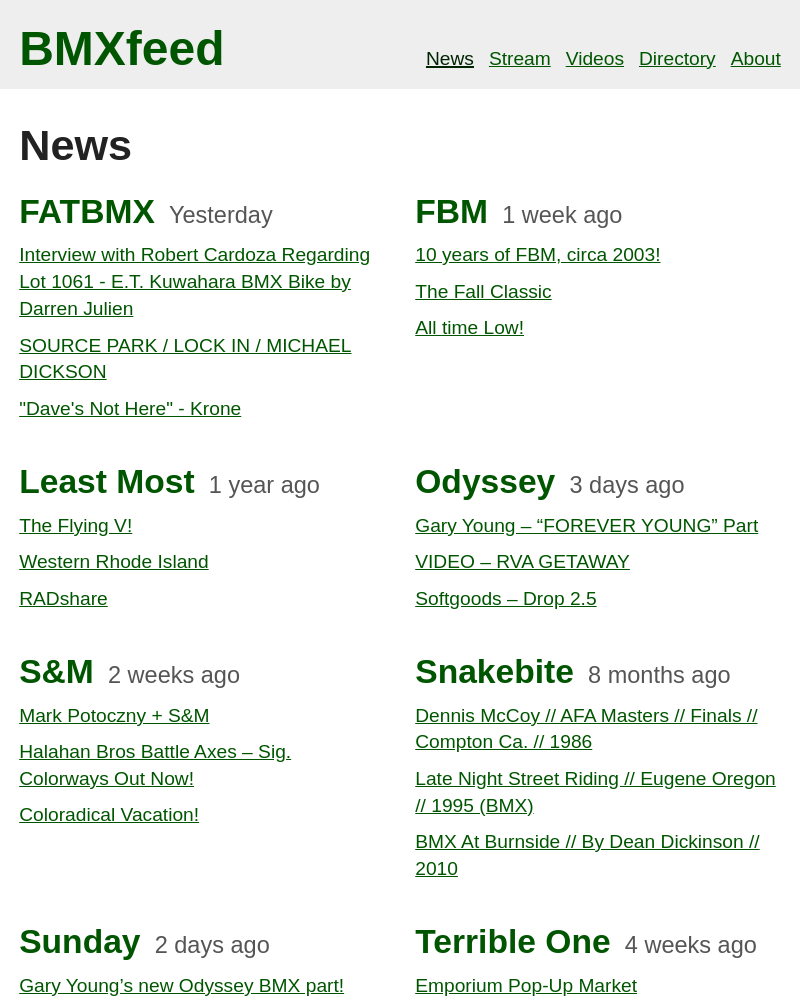 BMXfeed
News Stream Videos Directory About
News
FATBMX Yesterday
Interview with Robert Cardoza Regarding
Lot 1061 - E.T. Kuwahara BMX Bike by
Darren Julien
SOURCE PARK / LOCK IN / MICHAEL
DICKSON
"Dave's Not Here" - Krone
FBM 1 week ago
10 years of FBM, circa 2003!
The Fall Classic
All time Low!
Least Most 1 year ago
The Flying V!
Western Rhode Island
RADshare
Odyssey 3 days ago
Gary Young – “FOREVER YOUNG” Part
VIDEO – RVA GETAWAY
Softgoods – Drop 2.5
S&M 2 weeks ago
Mark Potoczny + S&M
Halahan Bros Battle Axes – Sig.
Colorways Out Now!
Coloradical Vacation!
Snakebite 8 months ago
Dennis McCoy // AFA Masters // Finals //
Compton Ca. // 1986
Late Night Street Riding // Eugene Oregon
// 1995 (BMX)
BMX At Burnside // By Dean Dickinson //
2010
Sunday 2 days ago
Gary Young’s new Odyssey BMX part!
Terrible One 4 weeks ago
Emporium Pop-Up Market